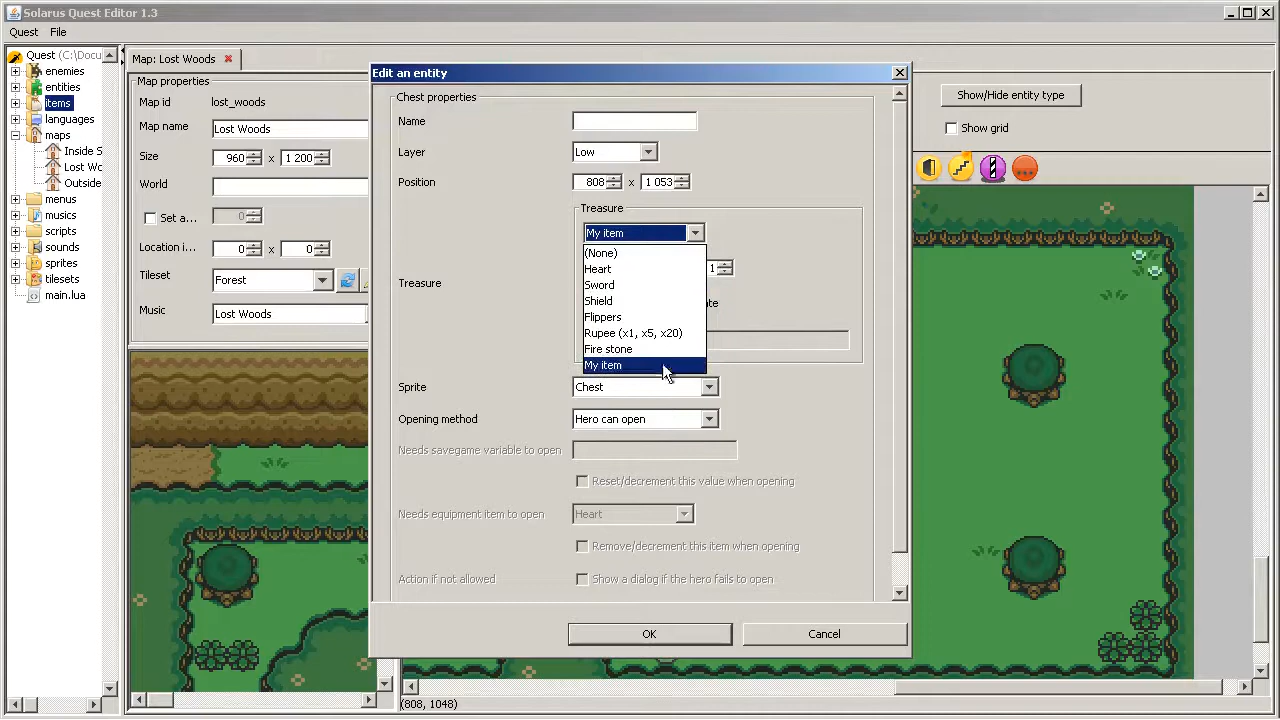 Solarus Quest Editor 1.3
Quest File
Quest (C:\Docu
enemies
entities
items
languages
maps
Inside S
Lost Wo
Outside
menus
musics
scripts
sounds
sprites
tilesets
main.lua
Map: Lost Woods
Map properties
Map id lost_woods
Map name Lost Woods
Size 960 x 1 200
World
Set a... 0
Location i... 0 x 0
Tileset Forest
Music Lost Woods
Edit an entity
Chest properties
Name
Layer Low
Position 808 x 1 053
Treasure
Treasure
My item
(None)
Heart
Sword
Shield
Flippers
Rupee (x1, x5, x20)
Fire stone
My item
1
ate
Sprite Chest
Opening method Hero can open
Needs savegame variable to open
Reset/decrement this value when opening
Needs equipment item to open Heart
Remove/decrement this item when opening
Action if not allowed Show a dialog if the hero fails to open
OK Cancel
Show/Hide entity type
Show grid
(808, 1048)